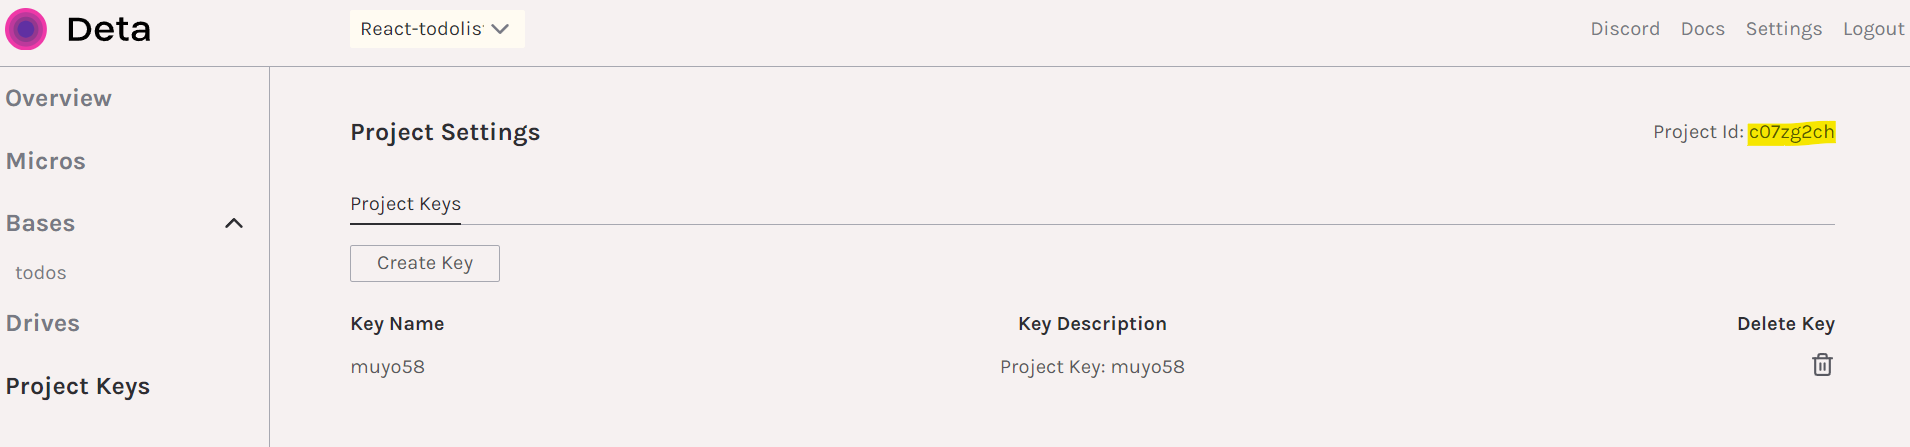 Deta
React-todolis
Discord Docs Settings Logout
Overview
Micros
Bases
todos
Drives
Project Keys
Project Settings
Project Id: c07zg2ch
Project Keys
Create Key
Key Name Key Description Delete Key
muyo58 Project Key: muyo58